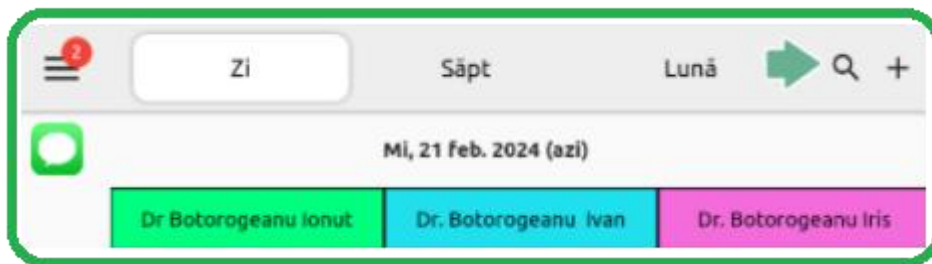 2 Zi Săpt Lună +
Mi, 21 feb. 2024 (azi)
Dr Botorogeanu Ionut Dr. Botorogeanu Ivan Dr. Botorogeanu Iris